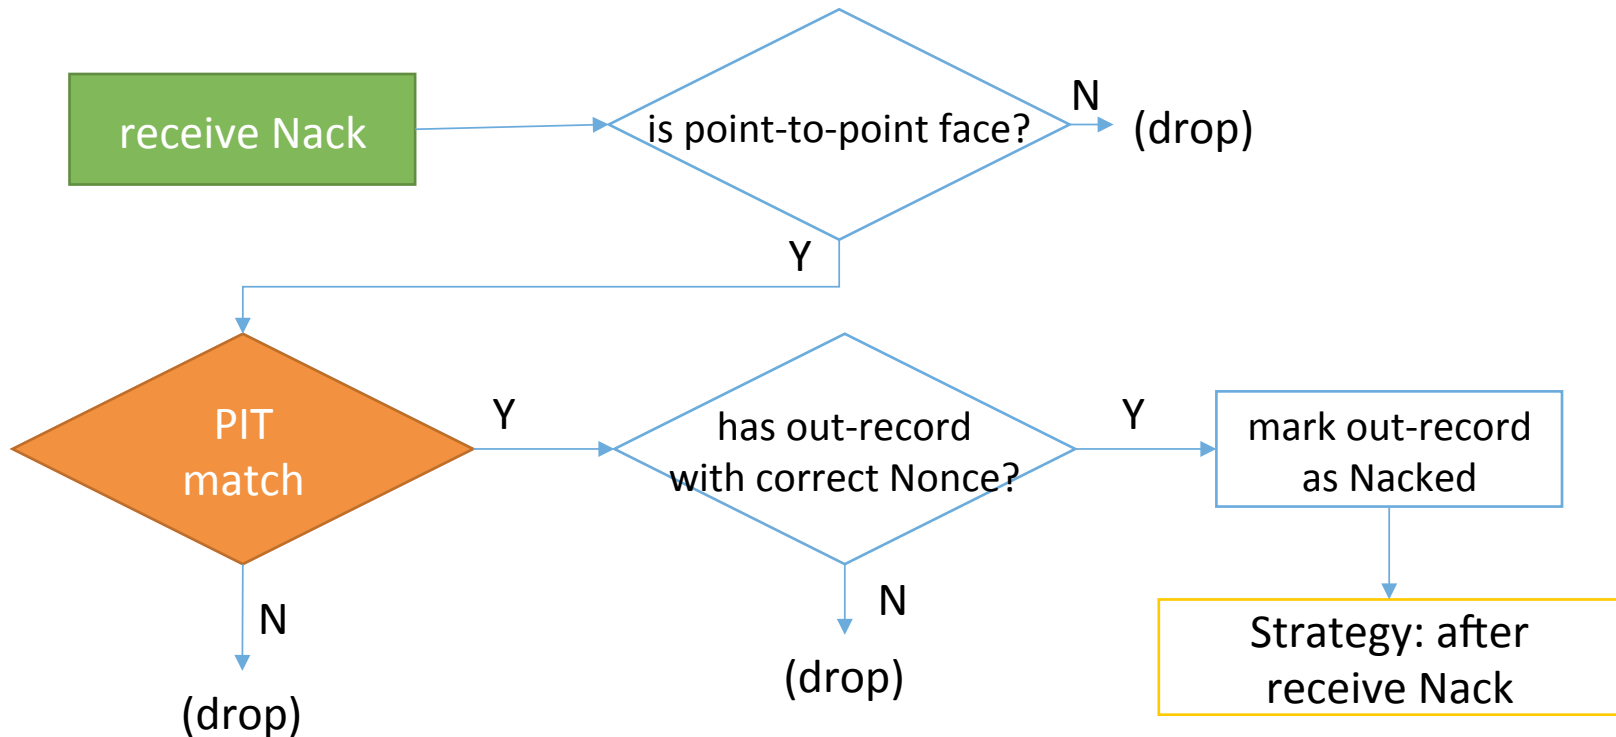 receive Nack
is point-to-point face?
N
(drop)
Y
PIT
match
Y
has out-record
with correct Nonce?
Y
mark out-record
as Nacked
N
(drop)
N
(drop)
Strategy: after
receive Nack